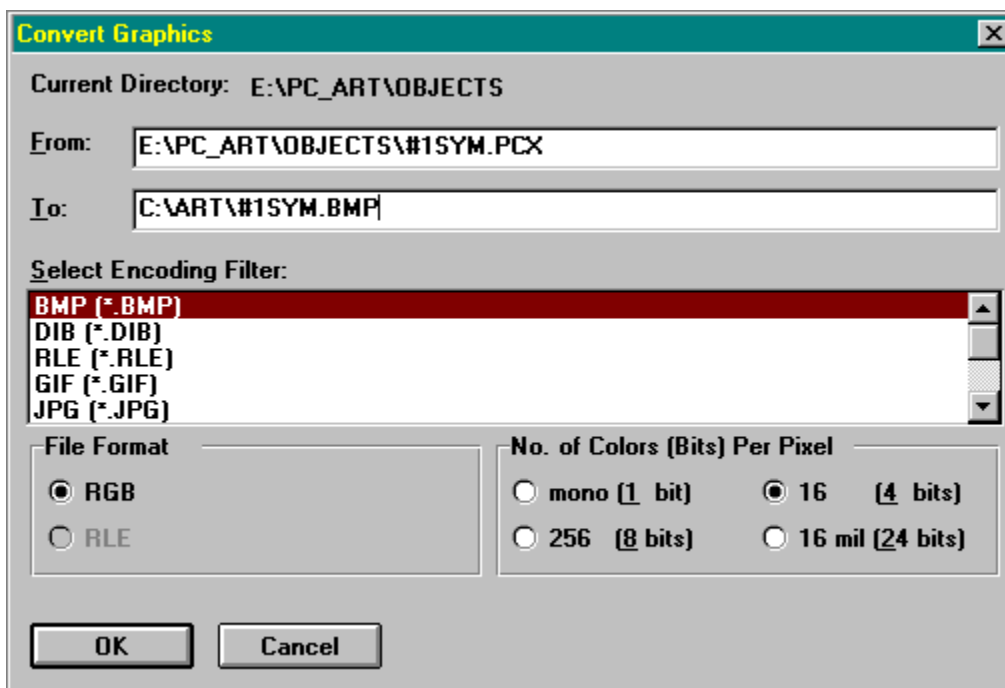 Convert Graphics
Current Directory: E:\PC_ART\OBJECTS
From: E:\PC_ART\OBJECTS\#1SYM.PCX
To: C:\ART\#1SYM.BMP
Select Encoding Filter:
BMP (*.BMP)
DIB (*.DIB)
RLE (*.RLE)
GIF (*.GIF)
JPG (*.JPG)
File Format
RGB
RLE
No. of Colors (Bits) Per Pixel
mono (1 bit) 16 (4 bits)
256 (8 bits) 16 mil (24 bits)
OK Cancel